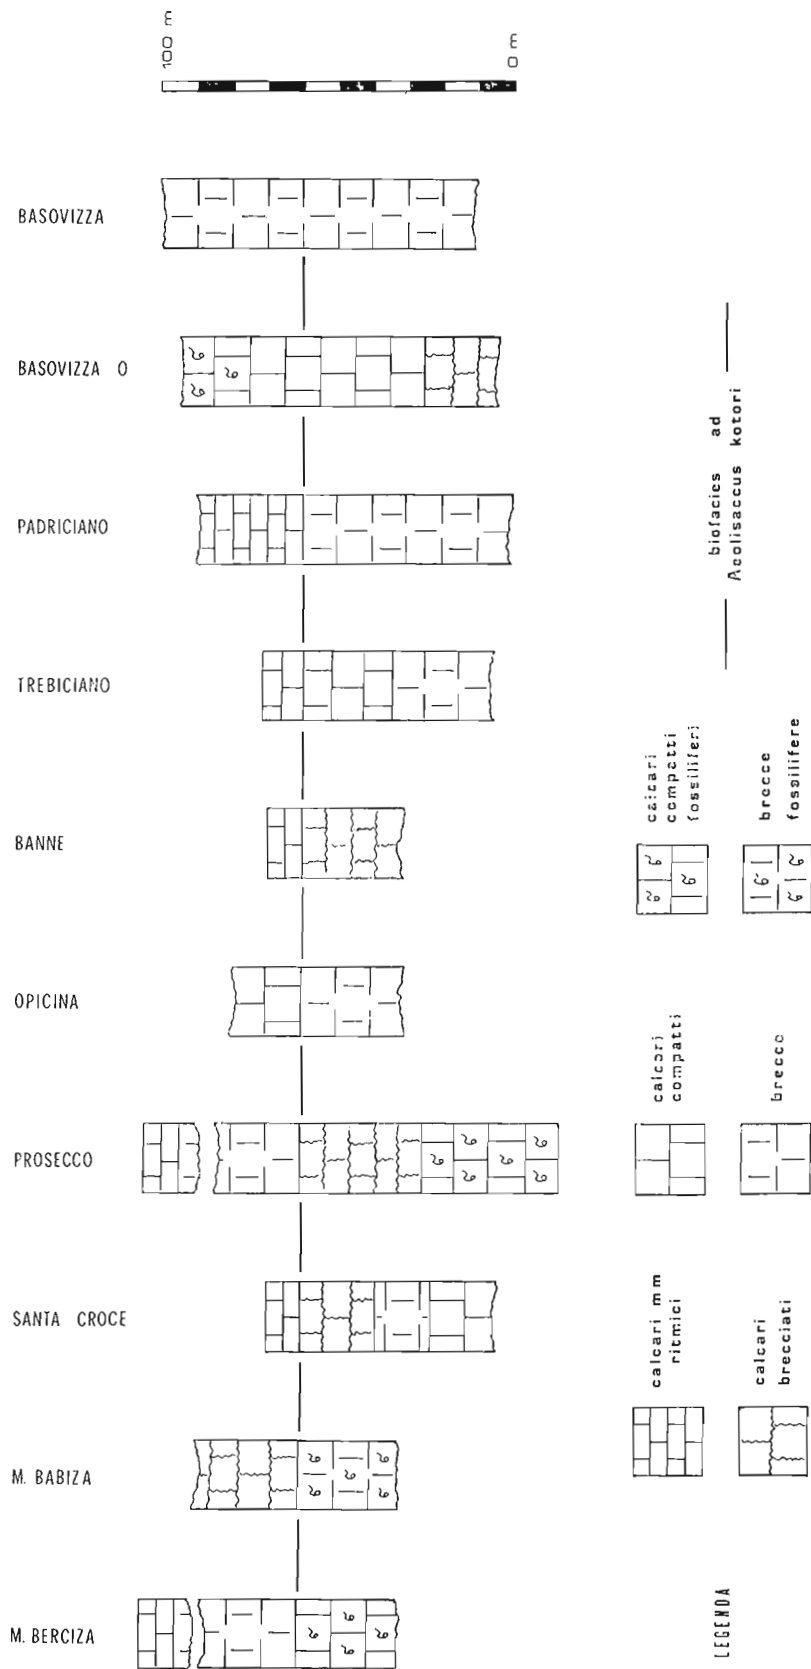 100 m
0 m
BASOVIZZA
BASOVIZZA O
PADRICIANO
TREBICIANO
BANNE
OPICINA
PROSECCO
SANTA CROCE
M. BABIZA
M. BERCIZA
biofacies ad
Aeolisaccus kotori
calcari
compatti
fossiliferi
brecce
fossilifere
calcari
compatti
brecce
calcari mm
ritmici
calcari
brecciati
LEGENDA